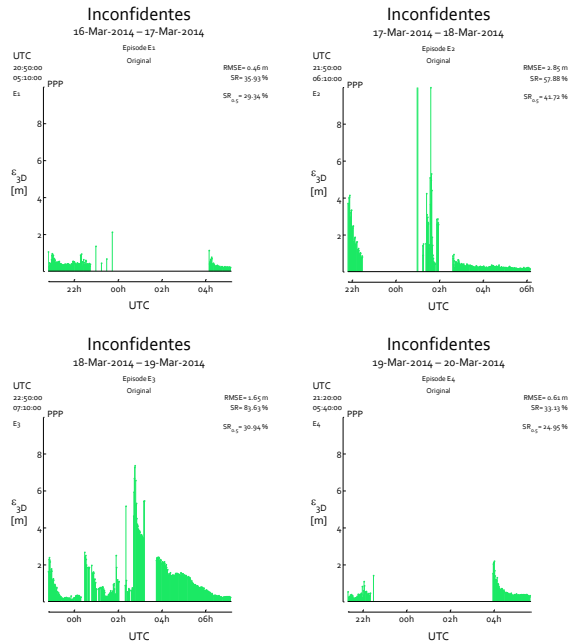 Inconfidentes
16-Mar-2014 – 17-Mar-2014
Episode E1
Original
UTC
20:50:00
05:10:00
E1
RMSE= 0.46 m
SR= 35.93 %
SR0.5= 29.34 %
PPP
8
6
4
2
ε3D
[m]
22h 00h 02h 04h
UTC
Inconfidentes
17-Mar-2014 – 18-Mar-2014
Episode E2
Original
UTC
21:50:00
06:10:00
E2
RMSE= 2.85 m
SR= 57.88 %
SR0.5= 41.72 %
PPP
8
6
4
2
ε3D
[m]
22h 00h 02h 04h 06h
UTC
Inconfidentes
18-Mar-2014 – 19-Mar-2014
Episode E3
Original
UTC
22:50:00
07:10:00
E3
RMSE= 1.65 m
SR= 83.63 %
SR0.5= 30.94 %
PPP
8
6
4
2
ε3D
[m]
00h 02h 04h 06h
UTC
Inconfidentes
19-Mar-2014 – 20-Mar-2014
Episode E4
Original
UTC
21:20:00
05:40:00
E4
RMSE= 0.61 m
SR= 33.13 %
SR0.5= 24.95 %
PPP
8
6
4
2
ε3D
[m]
22h 00h 02h 04h
UTC